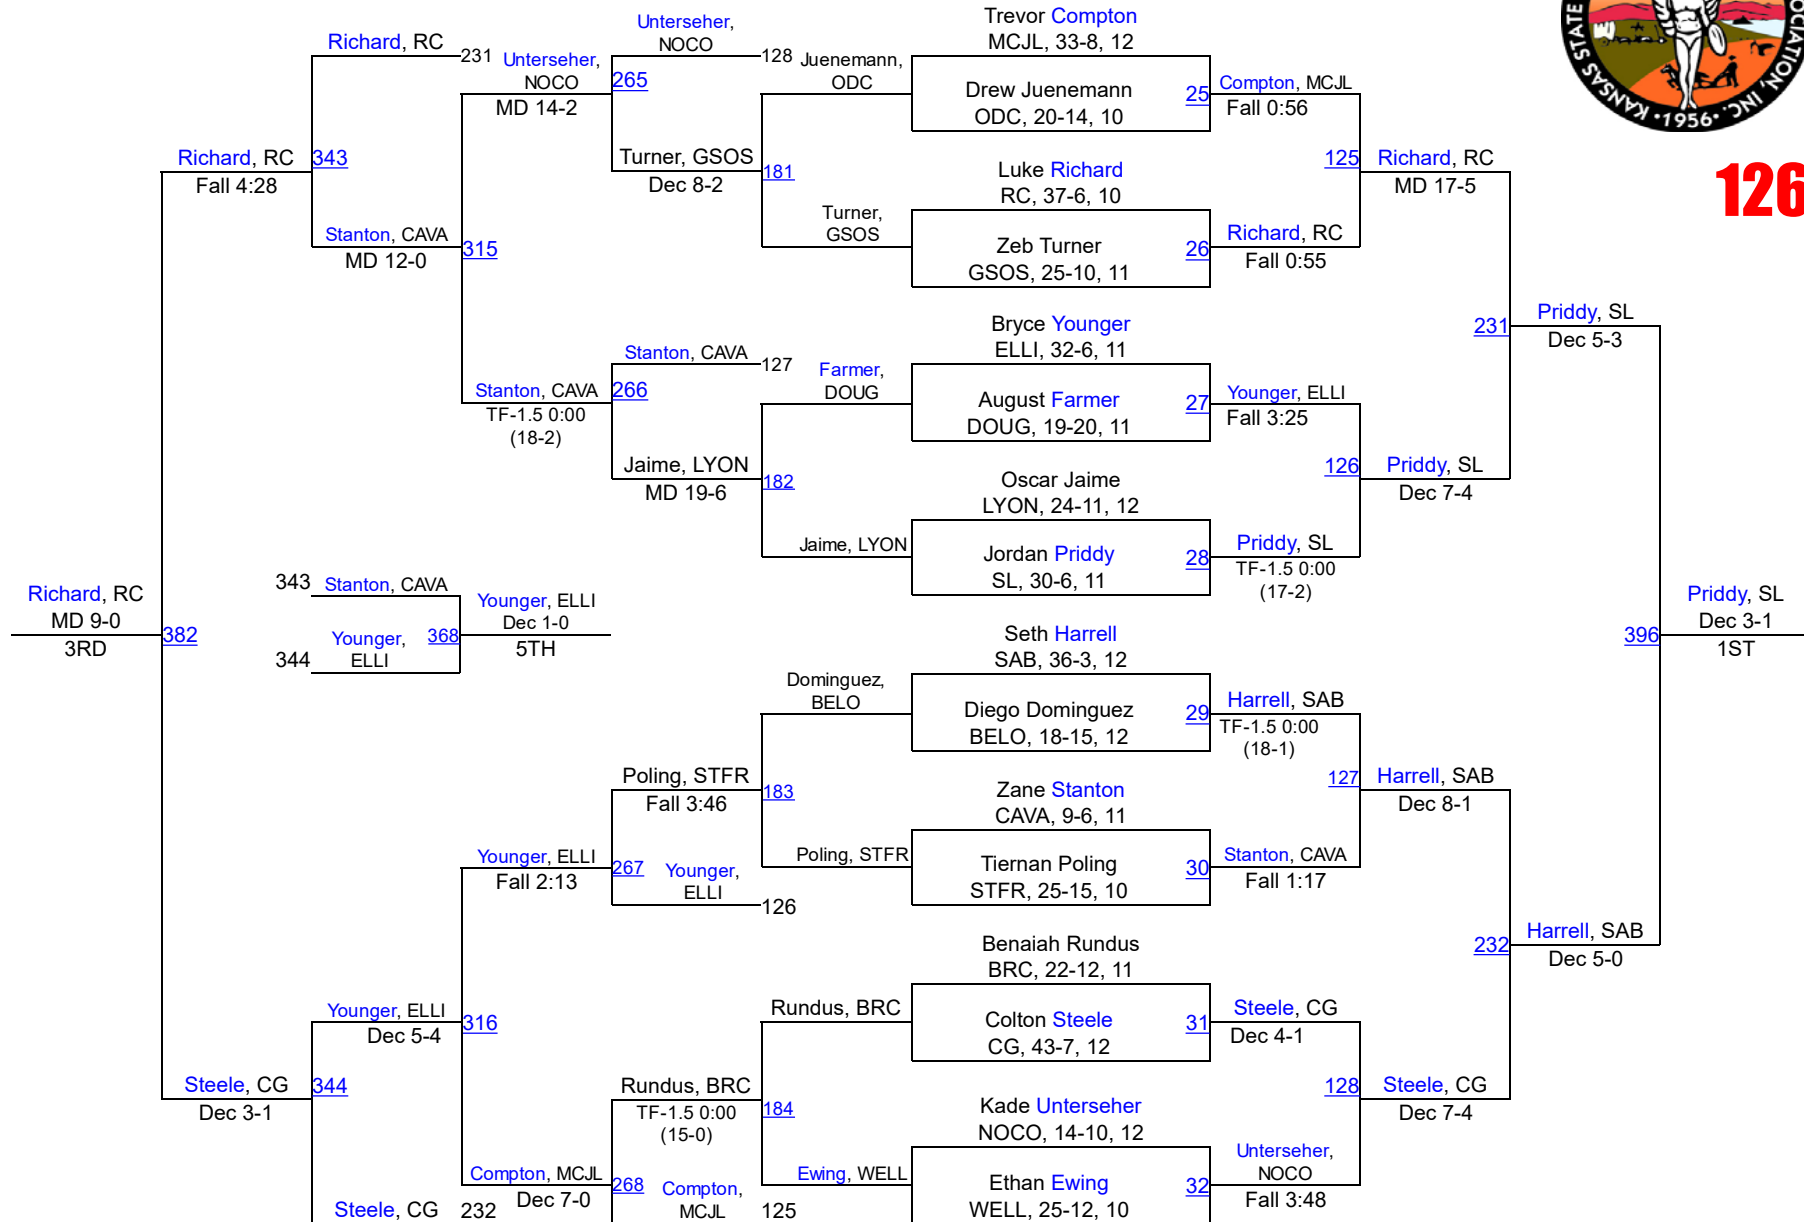 Richard, RC
231
Unterseher,
NOCO
MD 14-2
Unterseher,
NOCO
128
265
Juenemann,
ODC
Trevor Compton
MCJL, 33-8, 12
Drew Juenemann
ODC, 20-14, 10
25
Compton, MCJL
Fall 0:56
KANSAS STATE
OCIATION, INC.
•1956•
126
Richard, RC
Fall 4:28
343
Turner, GSOS
Dec 8-2
181
Luke Richard
RC, 37-6, 10
125
Richard, RC
MD 17-5
Stanton, CAVA
MD 12-0
315
Turner,
GSOS
Zeb Turner
GSOS, 25-10, 11
26
Richard, RC
Fall 0:55
Bryce Younger
ELLI, 32-6, 11
231
Priddy, SL
Dec 5-3
Stanton, CAVA
127
Stanton, CAVA
TF-1.5 0:00
(18-2)
266
Farmer,
DOUG
August Farmer
DOUG, 19-20, 11
27
Younger, ELLI
Fall 3:25
Jaime, LYON
MD 19-6
182
Oscar Jaime
LYON, 24-11, 12
126
Priddy, SL
Dec 7-4
Jaime, LYON
Jordan Priddy
SL, 30-6, 11
28
Priddy, SL
TF-1.5 0:00
(17-2)
Richard, RC
MD 9-0
3RD
382
343
Stanton, CAVA
Younger,
ELLI
344
368
Younger, ELLI
Dec 1-0
5TH
Seth Harrell
SAB, 36-3, 12
396
Priddy, SL
Dec 3-1
1ST
Dominguez,
BELO
Diego Dominguez
BELO, 18-15, 12
29
Harrell, SAB
TF-1.5 0:00
(18-1)
Poling, STFR
Fall 3:46
183
Zane Stanton
CAVA, 9-6, 11
127
Harrell, SAB
Dec 8-1
Younger, ELLI
Fall 2:13
267
Younger,
ELLI
126
Poling, STFR
Tiernan Poling
STFR, 25-15, 10
30
Stanton, CAVA
Fall 1:17
Benaiah Rundus
BRC, 22-12, 11
232
Harrell, SAB
Dec 5-0
Younger, ELLI
Dec 5-4
316
Rundus, BRC
Colton Steele
CG, 43-7, 12
31
Steele, CG
Dec 4-1
Steele, CG
Dec 3-1
344
Rundus, BRC
TF-1.5 0:00
(15-0)
184
Kade Unterseher
NOCO, 14-10, 12
128
Steele, CG
Dec 7-4
Compton, MCJL
Dec 7-0
268
Compton,
MCJL
125
Ewing, WELL
Ethan Ewing
WELL, 25-12, 10
32
Unterseher,
NOCO
Fall 3:48
Steele, CG
232